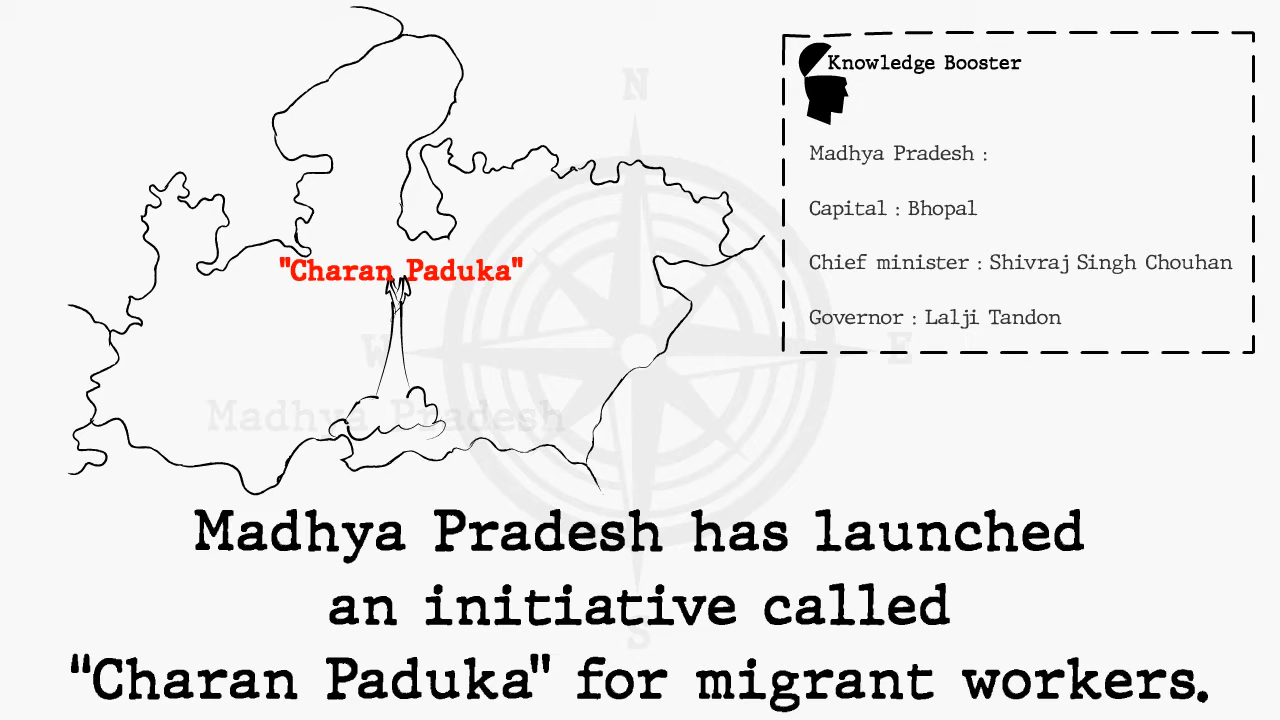 N
W
E
S
"Charan Paduka"
Madhya Pradesh
Knowledge Booster
Madhya Pradesh :
Capital : Bhopal
Chief minister : Shivraj Singh Chouhan
Governor : Lalji Tandon
Madhya Pradesh has launched
an initiative called
"Charan Paduka" for migrant workers.